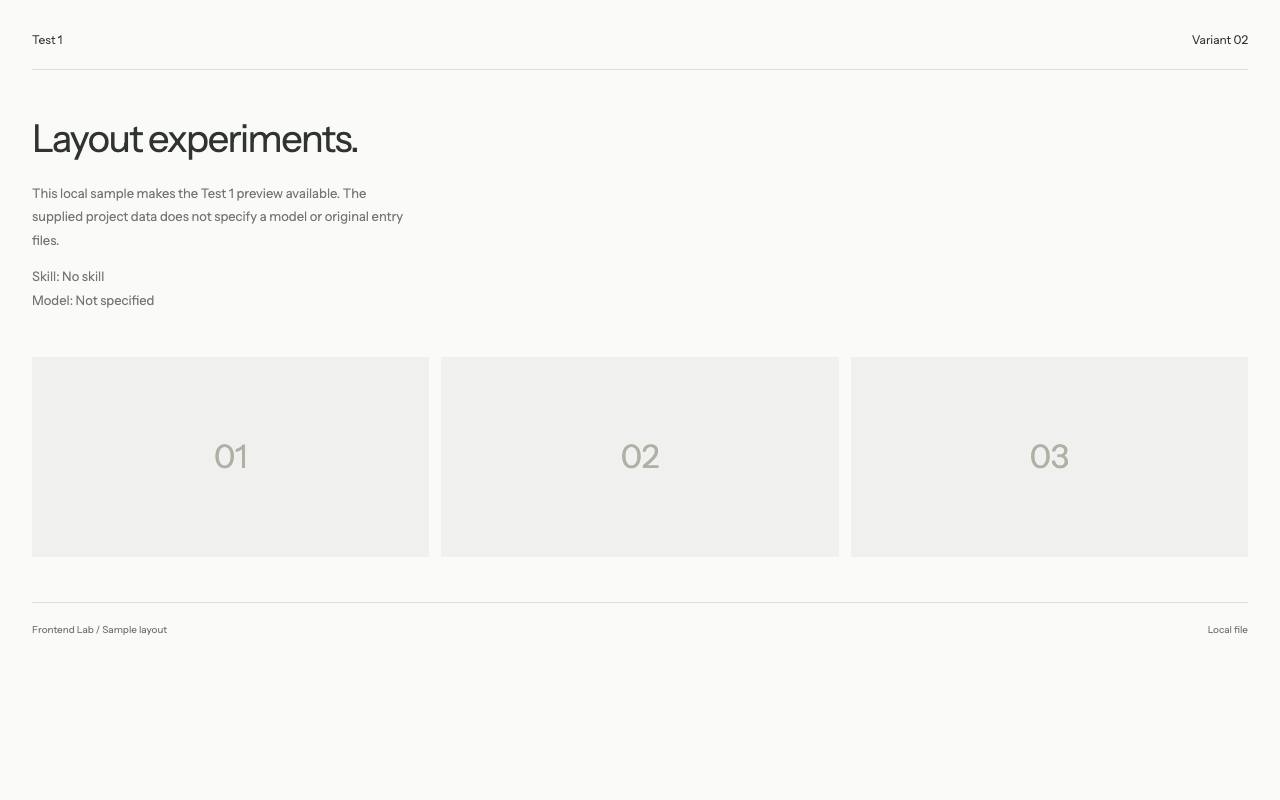 Test 1
Variant 02
Layout experiments.
This local sample makes the Test 1 preview available. The
supplied project data does not specify a model or original entry
files.
Skill: No skill
Model: Not specified
01
02
03
Frontend Lab / Sample layout
Local file